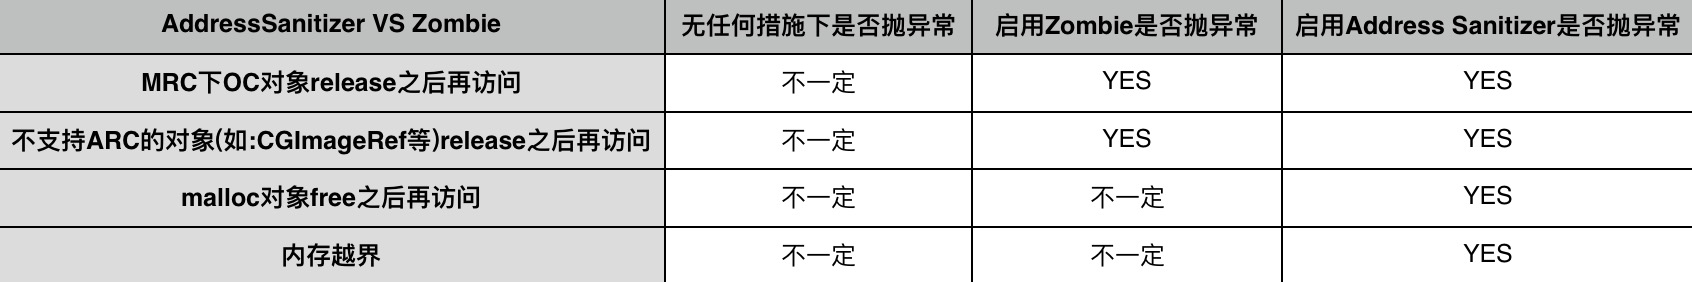 AddressSanitizer VS Zombie 无任何措施下是否抛异常 启用Zombie是否抛异常 启用Address Sanitizer是否抛异常
MRC下OC对象release之后再访问 不一定 YES YES
不支持ARC的对象(如:CGImageRef等)release之后再访问 不一定 YES YES
malloc对象free之后再访问 不一定 不一定 YES
内存越界 不一定 不一定 YES